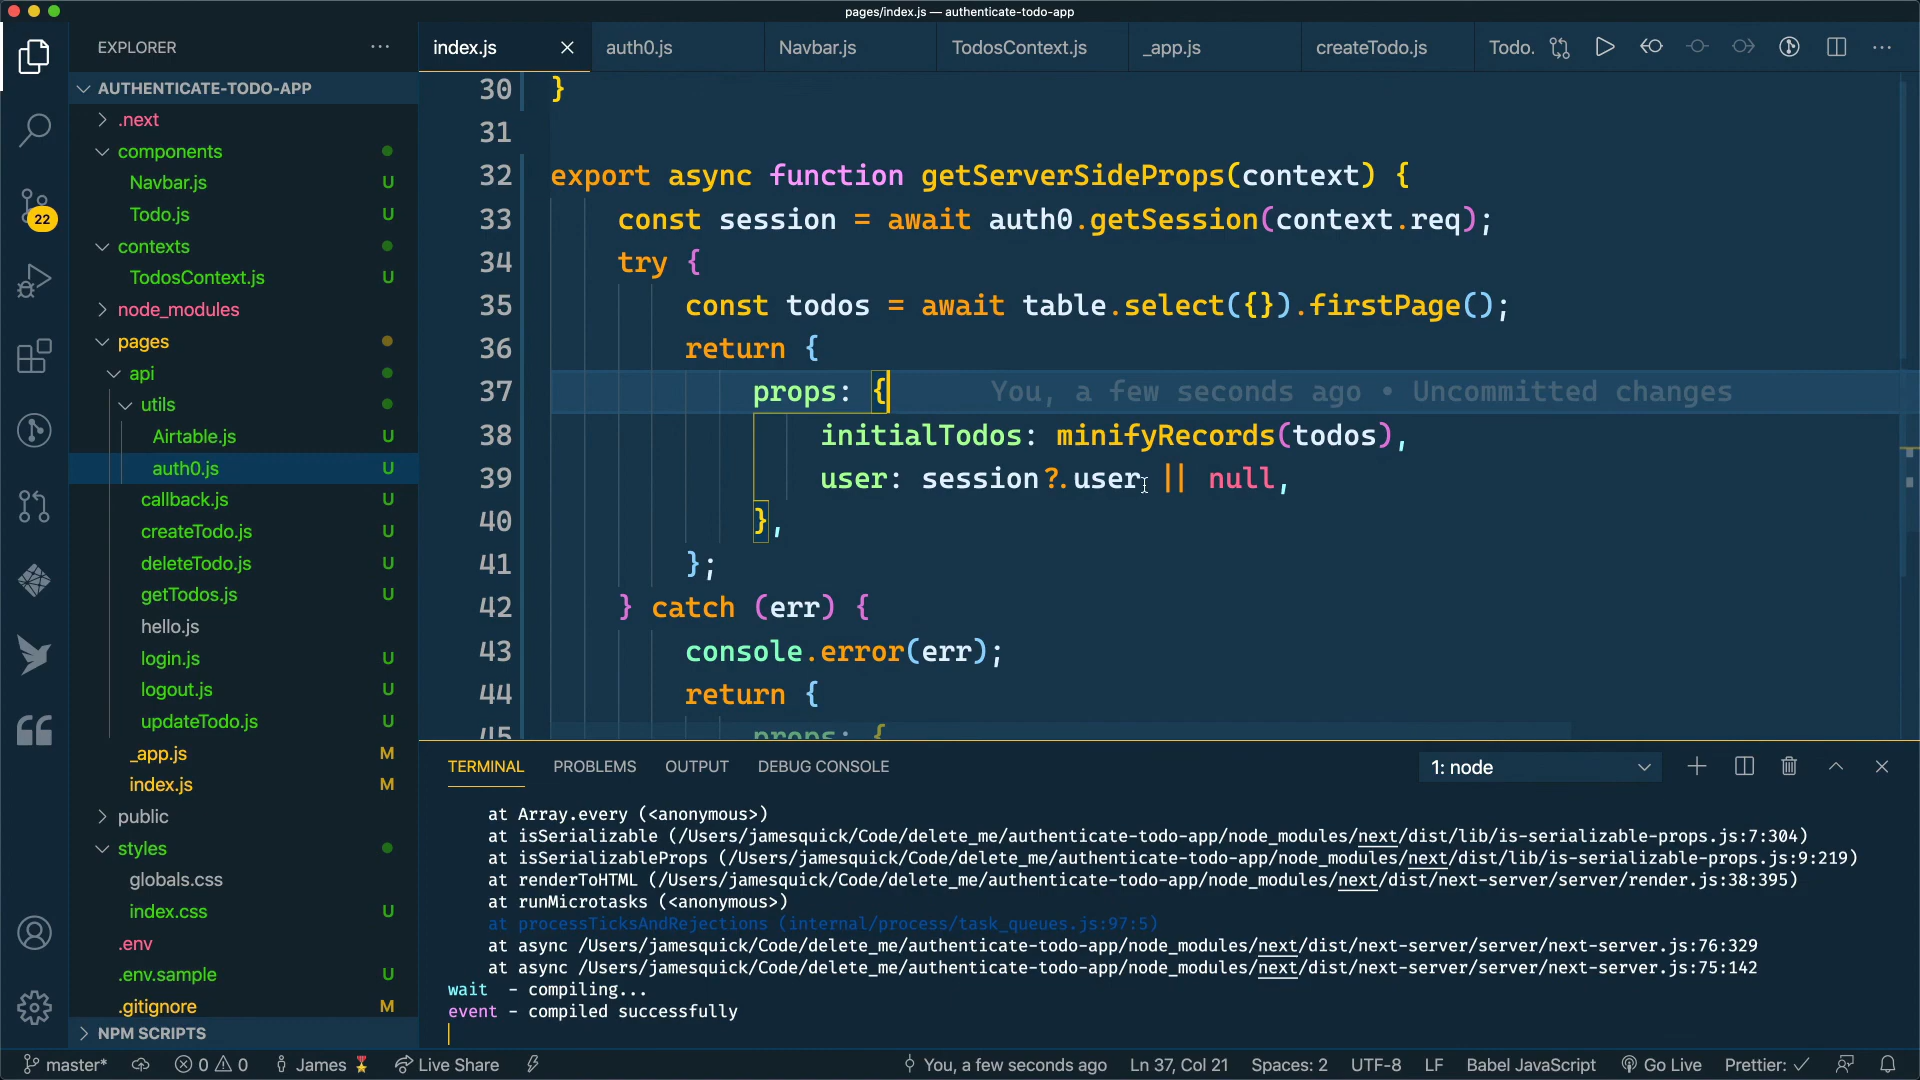 pages/index.js — authenticate-todo-app
EXPLORER
index.js
auth0.js
Navbar.js
TodosContext.js
_app.js
createTodo.js
Todo.
AUTHENTICATE-TODO-APP
.next
components
Navbar.js U
Todo.js U
contexts
TodosContext.js U
node_modules
pages
api
utils
Airtable.js U
auth0.js U
callback.js U
createTodo.js U
deleteTodo.js U
getTodos.js U
hello.js
login.js U
logout.js U
updateTodo.js U
_app.js M
index.js M
public
styles
globals.css
index.css U
.env
.env.sample U
.gitignore M
NPM SCRIPTS
22
30 }
31
32 export async function getServerSideProps(context) {
33 const session = await auth0.getSession(context.req);
34 try {
35 const todos = await table.select({}).firstPage();
36 return {
37 props: { You, a few seconds ago • Uncommitted changes
38 initialTodos: minifyRecords(todos),
39 user: session?.user || null,
40 },
41 };
42 } catch (err) {
43 console.error(err);
44 return {
45 props: {
TERMINAL PROBLEMS OUTPUT DEBUG CONSOLE 1: node
at Array.every (<anonymous>)
at isSerializable (/Users/jamesquick/Code/delete_me/authenticate-todo-app/node_modules/next/dist/lib/is-serializable-props.js:7:304)
at isSerializableProps (/Users/jamesquick/Code/delete_me/authenticate-todo-app/node_modules/next/dist/lib/is-serializable-props.js:9:219)
at renderToHTML (/Users/jamesquick/Code/delete_me/authenticate-todo-app/node_modules/next/dist/next-server/server/render.js:38:395)
at runMicrotasks (<anonymous>)
at processTicksAndRejections (internal/process/task_queues.js:97:5)
at async /Users/jamesquick/Code/delete_me/authenticate-todo-app/node_modules/next/dist/next-server/server/next-server.js:76:329
at async /Users/jamesquick/Code/delete_me/authenticate-todo-app/node_modules/next/dist/next-server/server/next-server.js:75:142
wait - compiling...
event - compiled successfully
master* 0 0 James Live Share You, a few seconds ago Ln 37, Col 21 Spaces: 2 UTF-8 LF Babel JavaScript Go Live Prettier: ✓